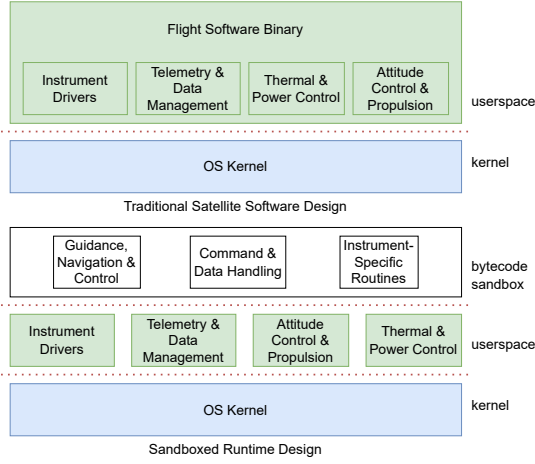 Flight Software Binary
Instrument
Drivers
Telemetry &
Data
Management
Thermal &
Power Control
Attitude
Control &
Propulsion
userspace
OS Kernel
kernel
Traditional Satellite Software Design
Guidance,
Navigation &
Control
Command &
Data Handling
Instrument-
Specific
Routines
bytecode
sandbox
Instrument
Drivers
Telemetry &
Data
Management
Attitude
Control &
Propulsion
Thermal &
Power Control
userspace
OS Kernel
kernel
Sandboxed Runtime Design